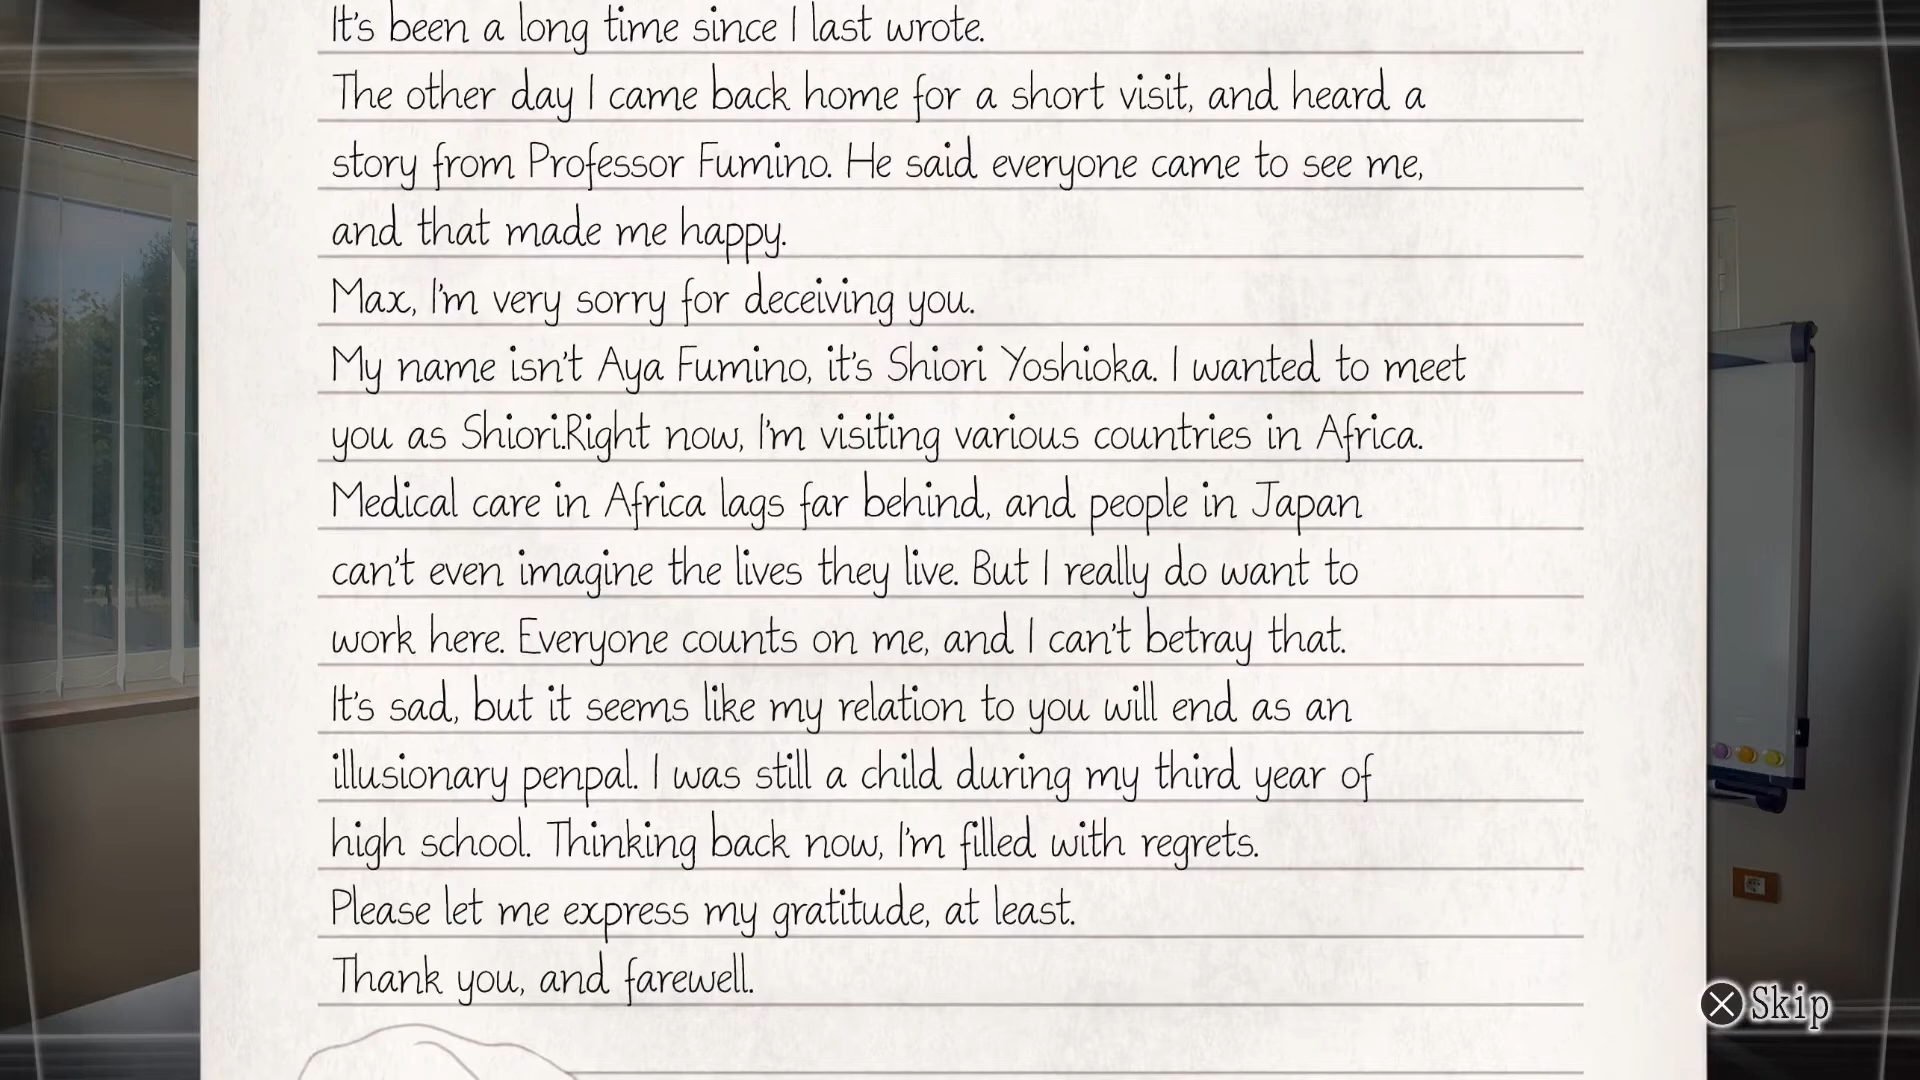 It's been a long time since I last wrote.
The other day I came back home for a short visit, and heard a
story from Professor Fumino. He said everyone came to see me,
and that made me happy.
Max, I'm very sorry for deceiving you.
My name isn't Aya Fumino, it's Shiori Yoshioka. I wanted to meet
you as Shiori.Right now, I'm visiting various countries in Africa.
Medical care in Africa lags far behind, and people in Japan
can't even imagine the lives they live. But I really do want to
work here. Everyone counts on me, and I can't betray that.
It's sad, but it seems like my relation to you will end as an
illusionary penpal. I was still a child during my third year of
high school. Thinking back now, I'm filled with regrets.
Please let me express my gratitude, at least.
Thank you, and farewell.
Skip